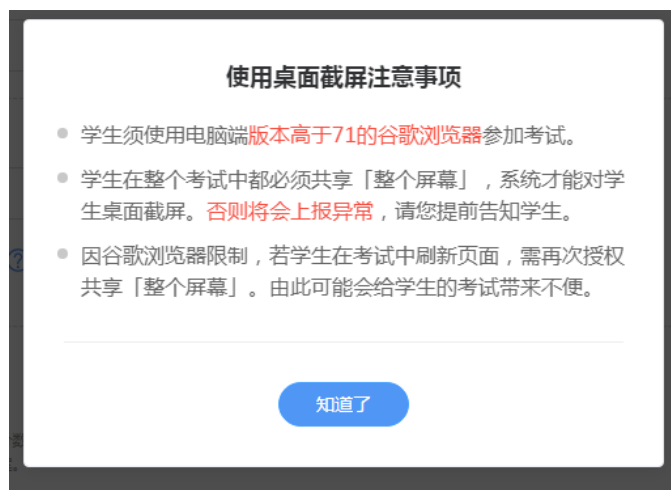 使用桌面截屏注意事项
学生须使用电脑端版本高于71的谷歌浏览器参加考试。
学生在整个考试中都必须共享「整个屏幕」，系统才能对学
生桌面截屏。否则将会上报异常，请您提前告知学生。
因谷歌浏览器限制，若学生在考试中刷新页面，需再次授权
共享「整个屏幕」。由此可能会给学生的考试带来不便。
知道了